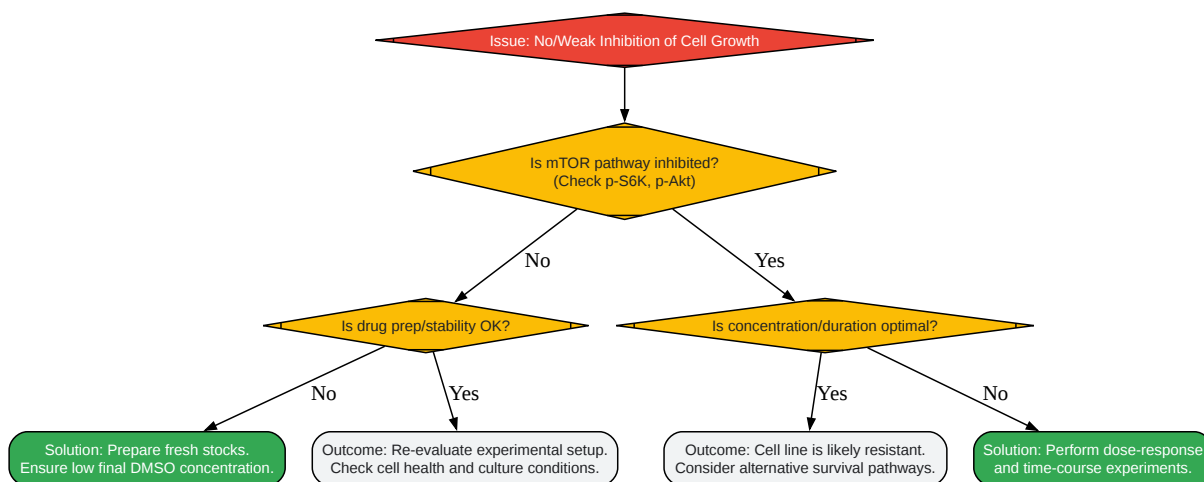 Issue: No/Weak Inhibition of Cell Growth
Is mTOR pathway inhibited?
(Check p-S6K, p-Akt)
No
Yes
Is drug prep/stability OK?
Is concentration/duration optimal?
No
Yes
Yes
No
Solution: Prepare fresh stocks.
Ensure low final DMSO concentration.
Outcome: Re-evaluate experimental setup.
Check cell health and culture conditions.
Outcome: Cell line is likely resistant.
Consider alternative survival pathways.
Solution: Perform dose-response
and time-course experiments.